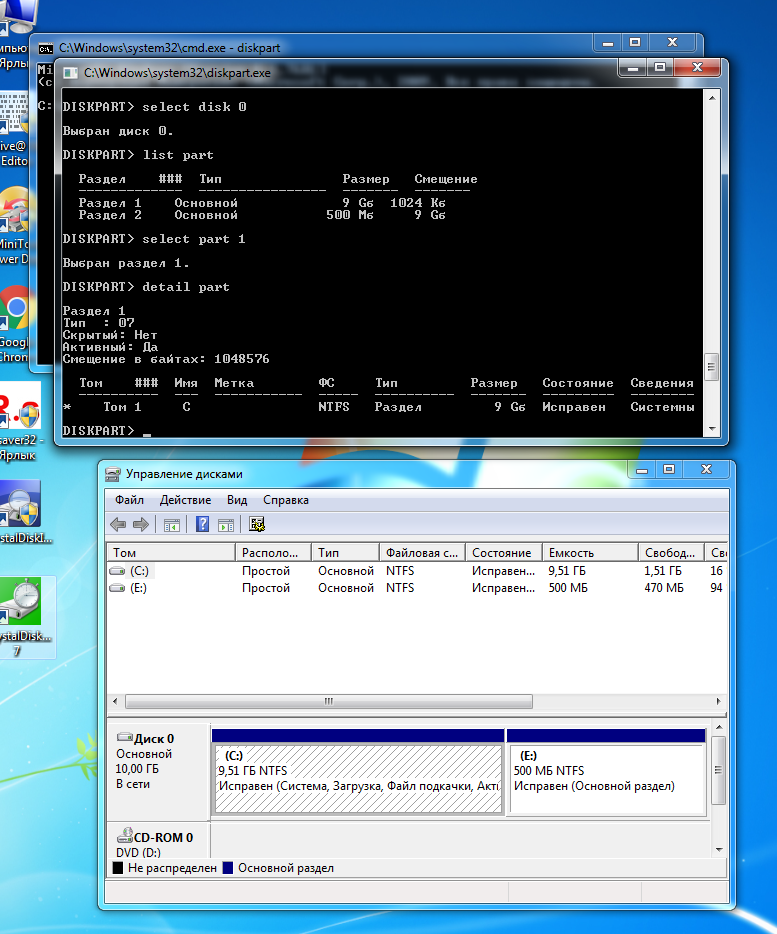 C:\Windows\system32\cmd.exe - diskpart
C:\Windows\system32\diskpart.exe
DISKPART> select disk 0
Выбран диск 0.
DISKPART> list part
Раздел ### Тип Размер Смещение
Раздел 1 Основной 9 Gб 1024 Kб
Раздел 2 Основной 500 Mб 9 Gб
DISKPART> select part 1
Выбран раздел 1.
DISKPART> detail part
Раздел 1
Тип : 07
Скрытый: Нет
Активный: Да
Смещение в байтах: 1048576
Том ### Имя Метка ФС Тип Размер Состояние Сведения
* Том 1 C NTFS Раздел 9 Gб Исправен Системны
DISKPART> _
Ярлы
Edito
MiniTo
wer D
Googl
Chron
saver32 -
Ярлык
stalDiskI...
ystalDisk...
7
Управление дисками
Файл Действие Вид Справка
Том Располо... Тип Файловая с... Состояние Емкость Свобод... Сво
(C:) Простой Основной NTFS Исправен... 9,51 ГБ 1,51 ГБ 16
(E:) Простой Основной NTFS Исправен... 500 МБ 470 МБ 94
Диск 0
Основной
10,00 ГБ
В сети
(C:)
9,51 ГБ NTFS
Исправен (Система, Загрузка, Файл подкачки, Акті
(E:)
500 МБ NTFS
Исправен (Основной раздел)
CD-ROM 0
DVD (D:)
Не распределен Основной раздел